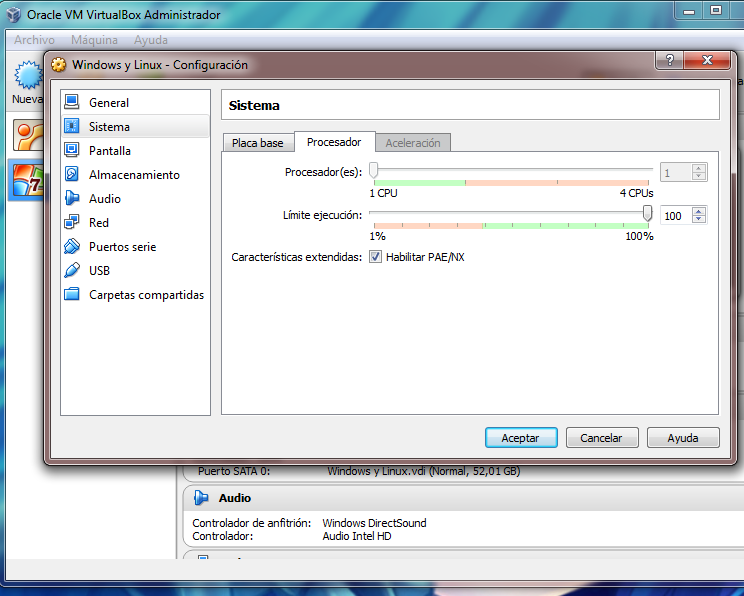 Oracle VM VirtualBox Administrador
Archivo Máquina Ayuda
Nueva
Windows y Linux - Configuración
General
Sistema
Pantalla
Almacenamiento
Audio
Red
Puertos serie
USB
Carpetas compartidas
Sistema
Placa base Procesador Aceleración
Procesador(es): 1
1 CPU 4 CPUs
Límite ejecución: 100
1% 100%
Características extendidas: Habilitar PAE/NX
Aceptar Cancelar Ayuda
Puerto SATA 0: Windows y Linux.vdi (Normal, 52,01 GB)
Audio
Controlador de anfitrión: Windows DirectSound
Controlador: Audio Intel HD